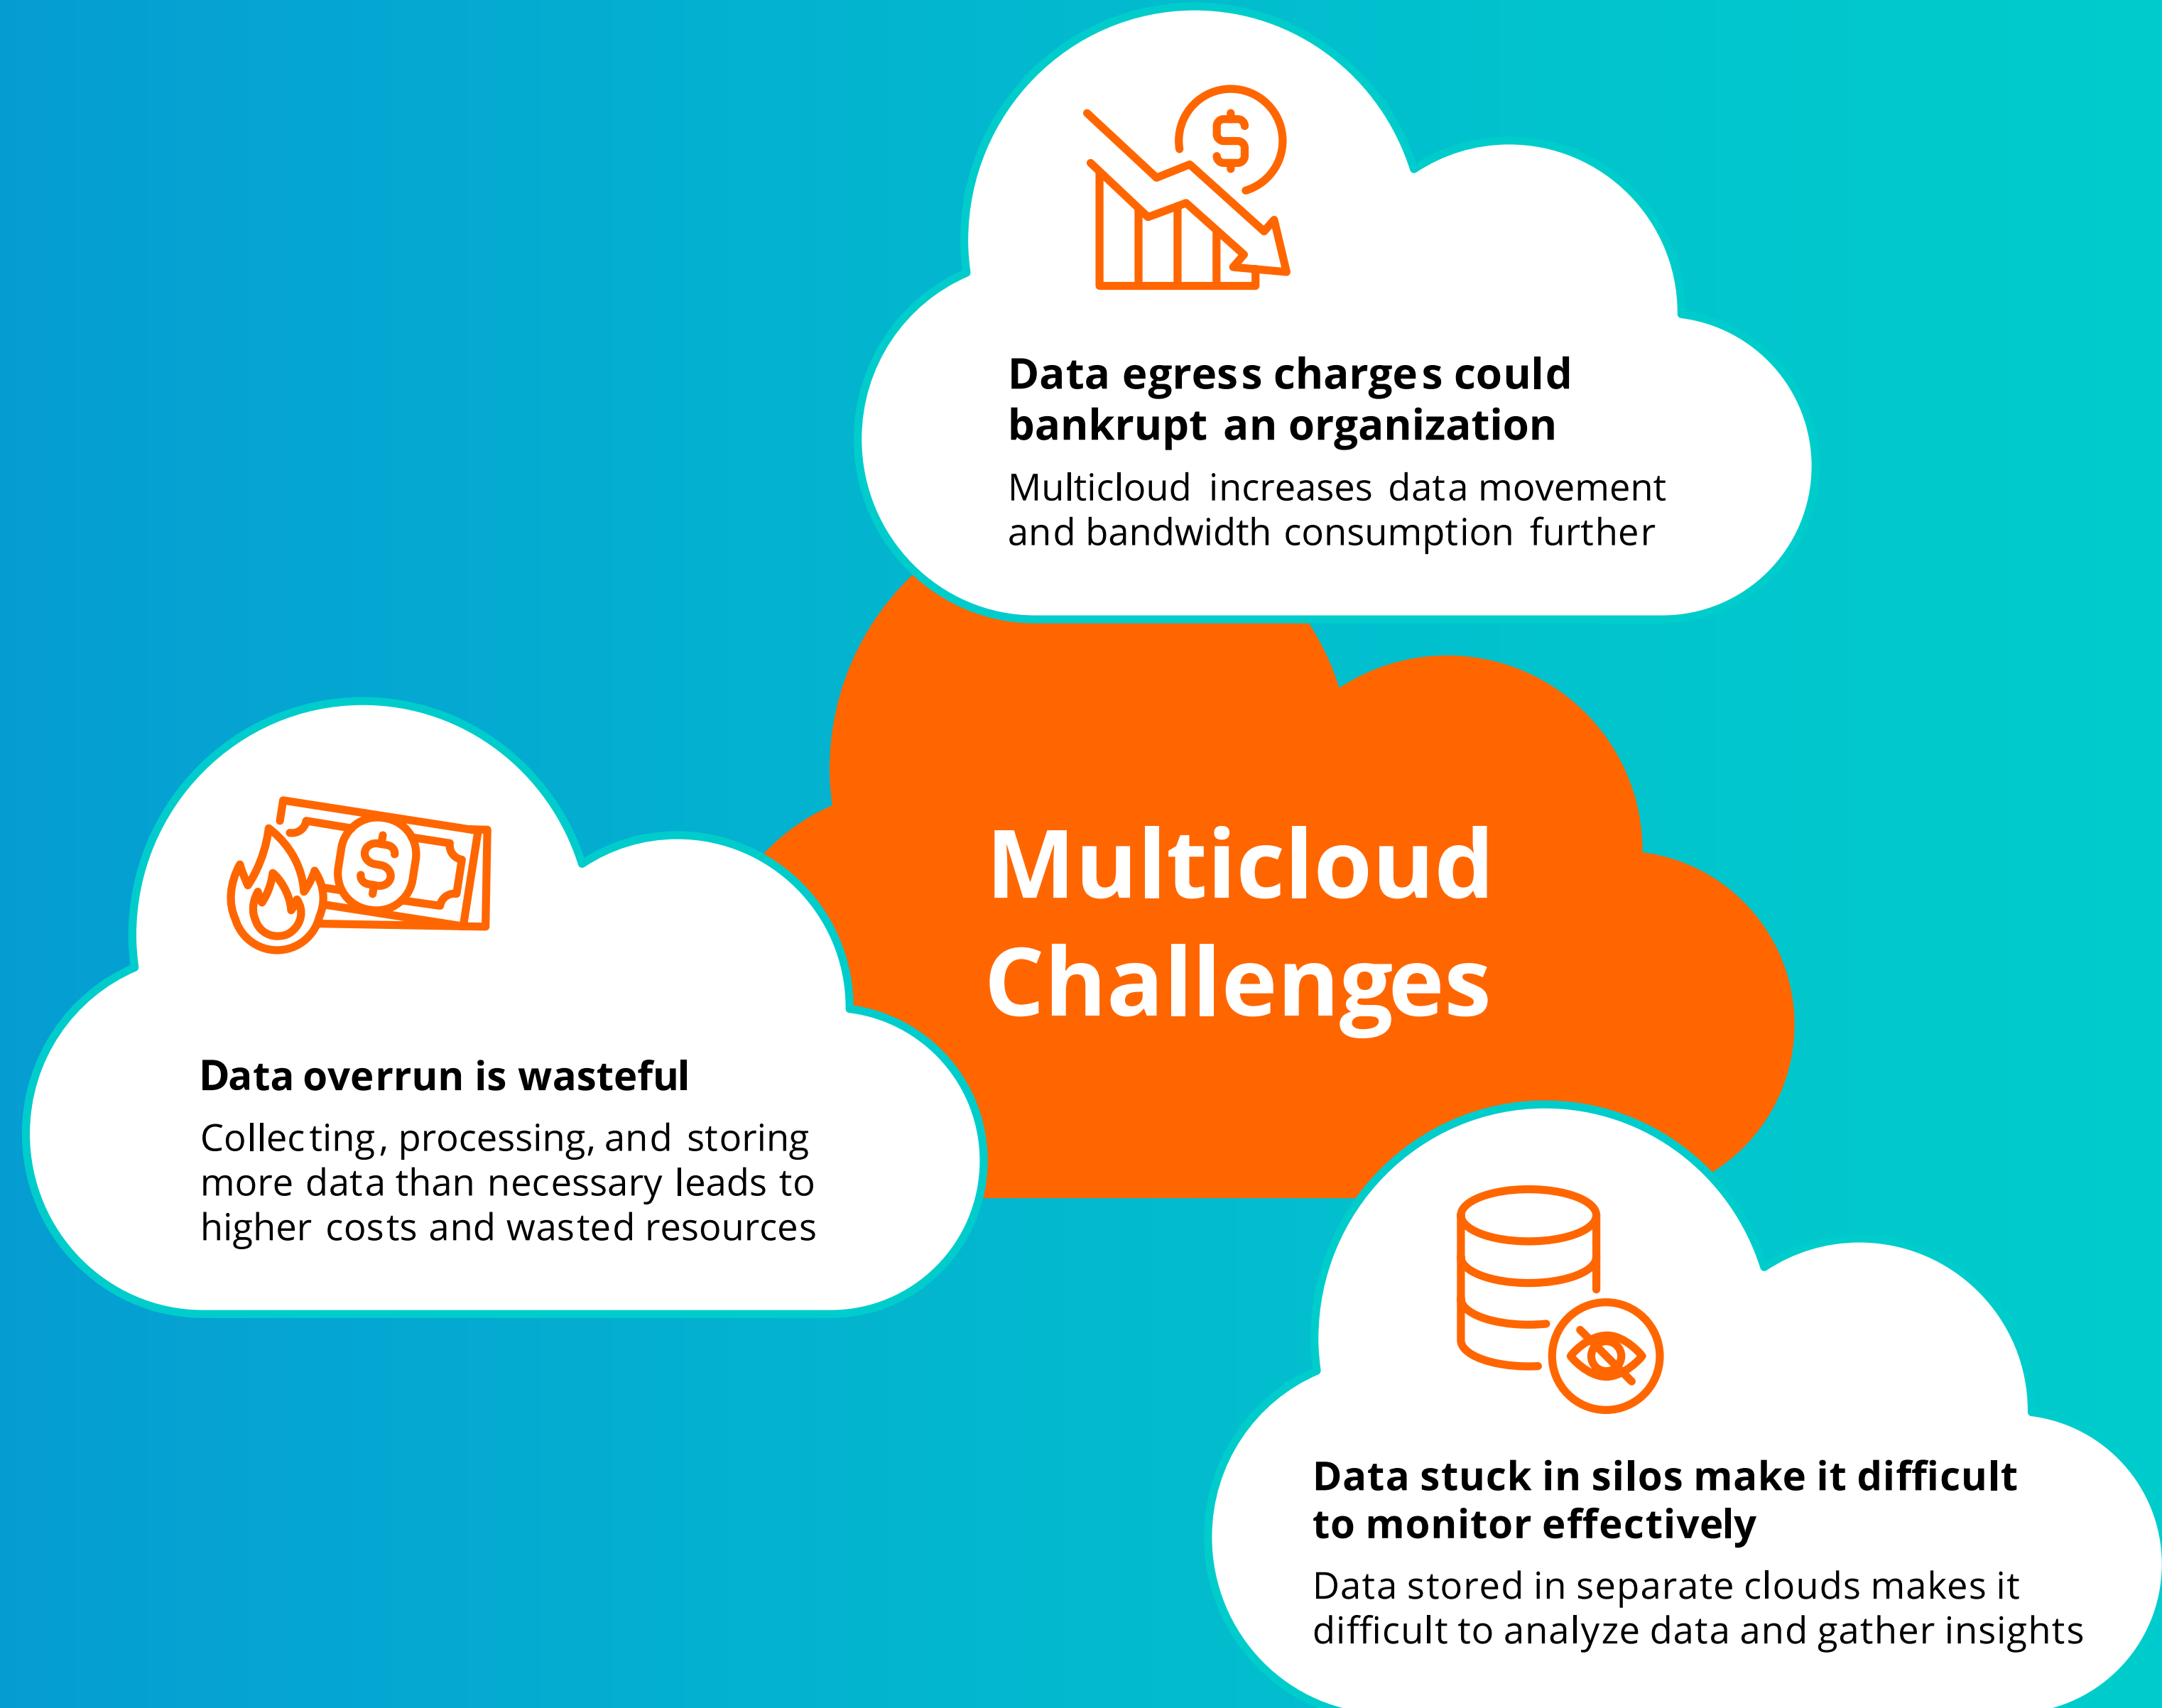 Data egress charges could
bankrupt an organization
Multicloud increases data movement
and bandwidth consumption further
Multicloud
Challenges
Data overrun is wasteful
Collecting, processing, and storing
more data than necessary leads to
higher costs and wasted resources
Data stuck in silos make it difficult
to monitor effectively
Data stored in separate clouds makes it
difficult to analyze data and gather insights